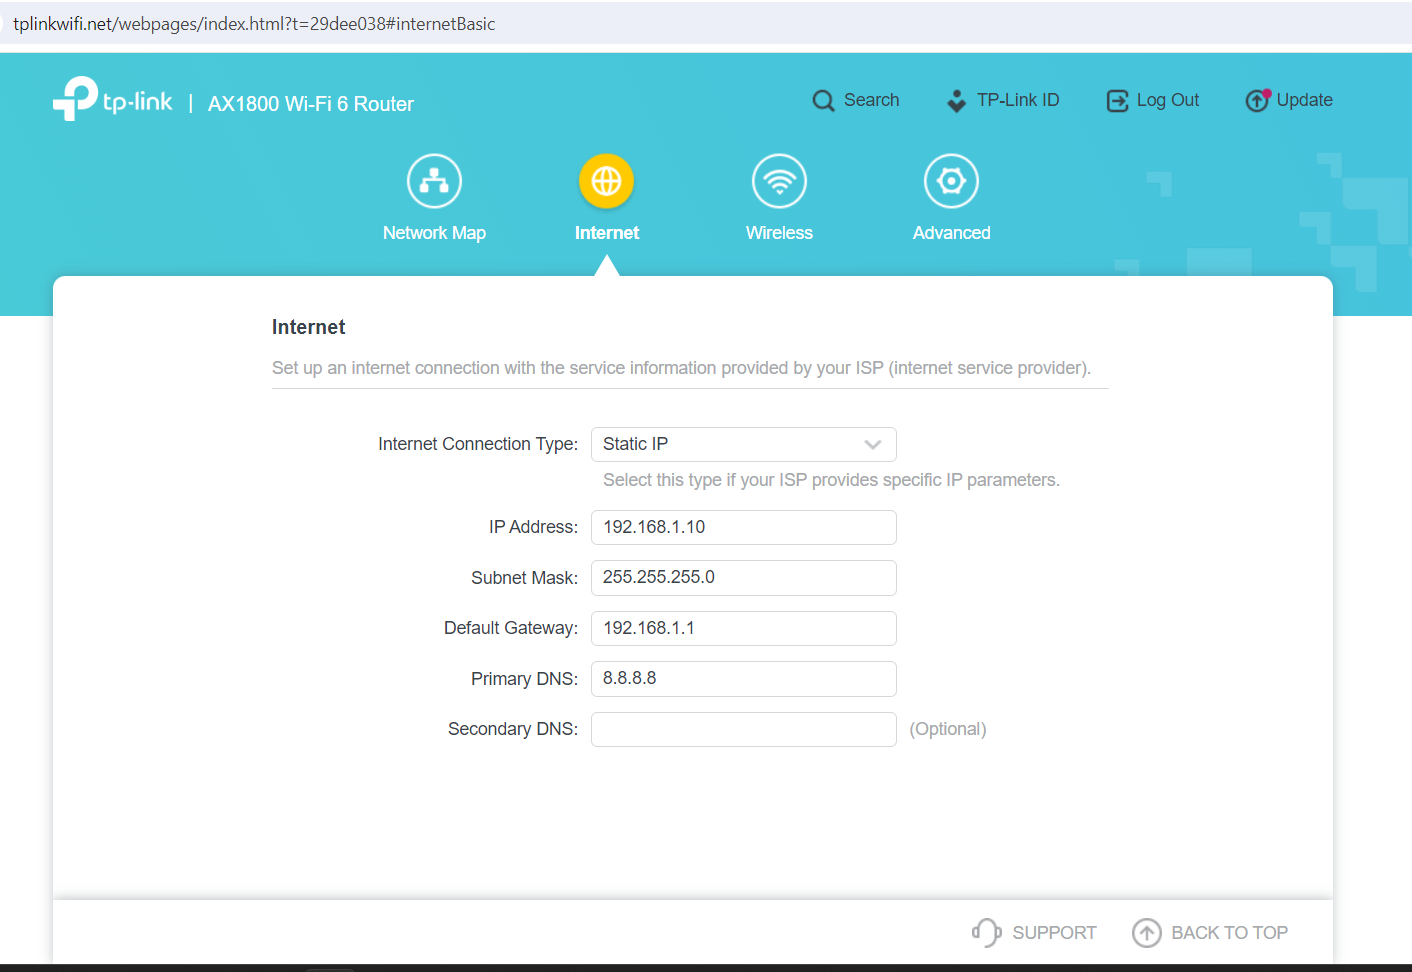 tplinkwifi.net/webpages/index.html?t=29dee038#internetBasic
tp-link | AX1800 Wi-Fi 6 Router
Search
TP-Link ID
Log Out
Update
Network Map
Internet
Wireless
Advanced
Internet
Set up an internet connection with the service information provided by your ISP (internet service provider).
Internet Connection Type: Static IP
Select this type if your ISP provides specific IP parameters.
IP Address: 192.168.1.10
Subnet Mask: 255.255.255.0
Default Gateway: 192.168.1.1
Primary DNS: 8.8.8.8
Secondary DNS: (Optional)
SUPPORT
BACK TO TOP